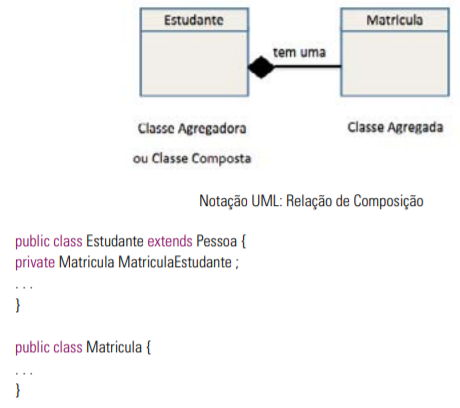 Estudante
Matricula
tem uma
Classe Agregadora
Classe Agregada
ou Classe Composta
Notação UML: Relação de Composição
public class Estudante extends Pessoa {
private Matricula MatriculaEstudante ;
. . .
}
public class Matricula {
. . .
}